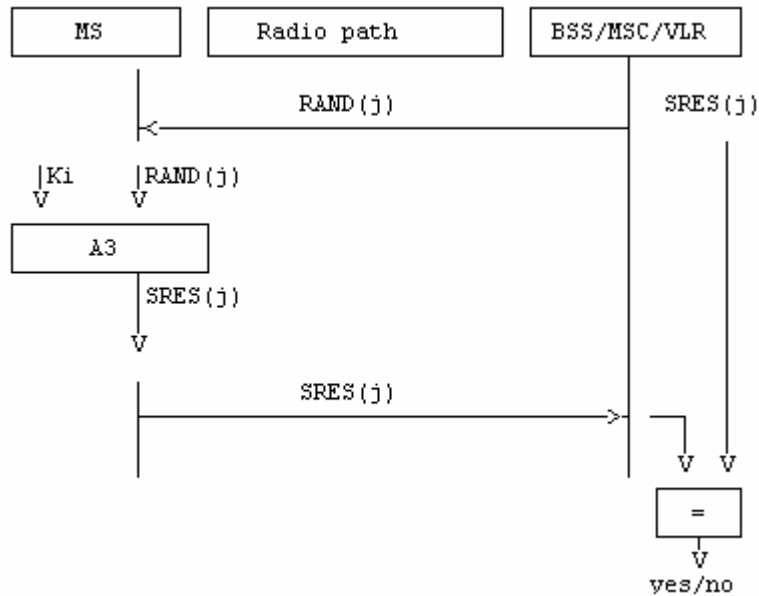 MS
Radio path
BSS/MSC/VLR
RAND(j)
SRES(j)
Ki
RAND(j)
A3
SRES(j)
SRES(j)
=
yes/no